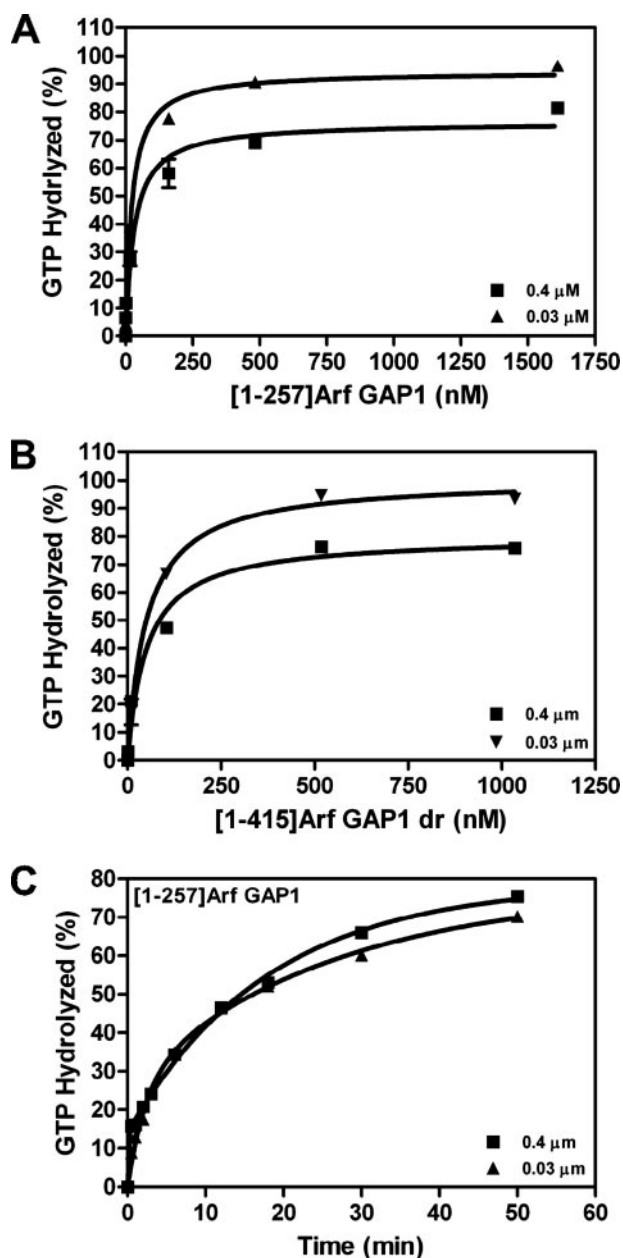 A
GTP Hydrlyzed (%)
110
100
90
80
70
60
50
40
30
20
10
0
0 250 500 750 1000 1250 1500 1750
[1-257]Arf GAP1 (nM)
0.4 μM
0.03 μM
B
GTP Hydrolyzed (%)
110
100
90
80
70
60
50
40
30
20
10
0
0 250 500 750 1000 1250
[1-415]Arf GAP1 dr (nM)
0.4 μm
0.03 μm
C
[1-257]Arf GAP1
GTP Hydrolyzed (%)
80
70
60
50
40
30
20
10
0
0 10 20 30 40 50 60
Time (min)
0.4 μm
0.03 μm